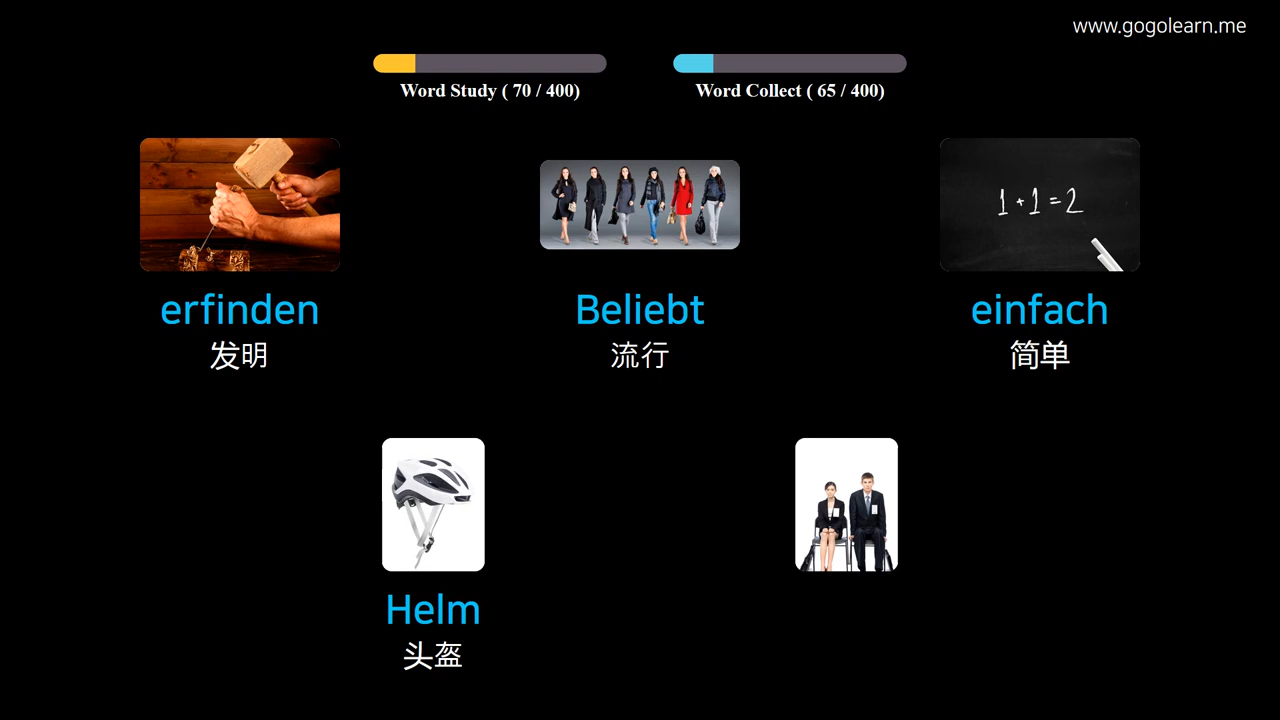 www.gogolearn.me
Word Study ( 70 / 400)
Word Collect ( 65 / 400)
1 + 1 = 2
erfinden
发明
Beliebt
流行
einfach
简单
Helm
头盔